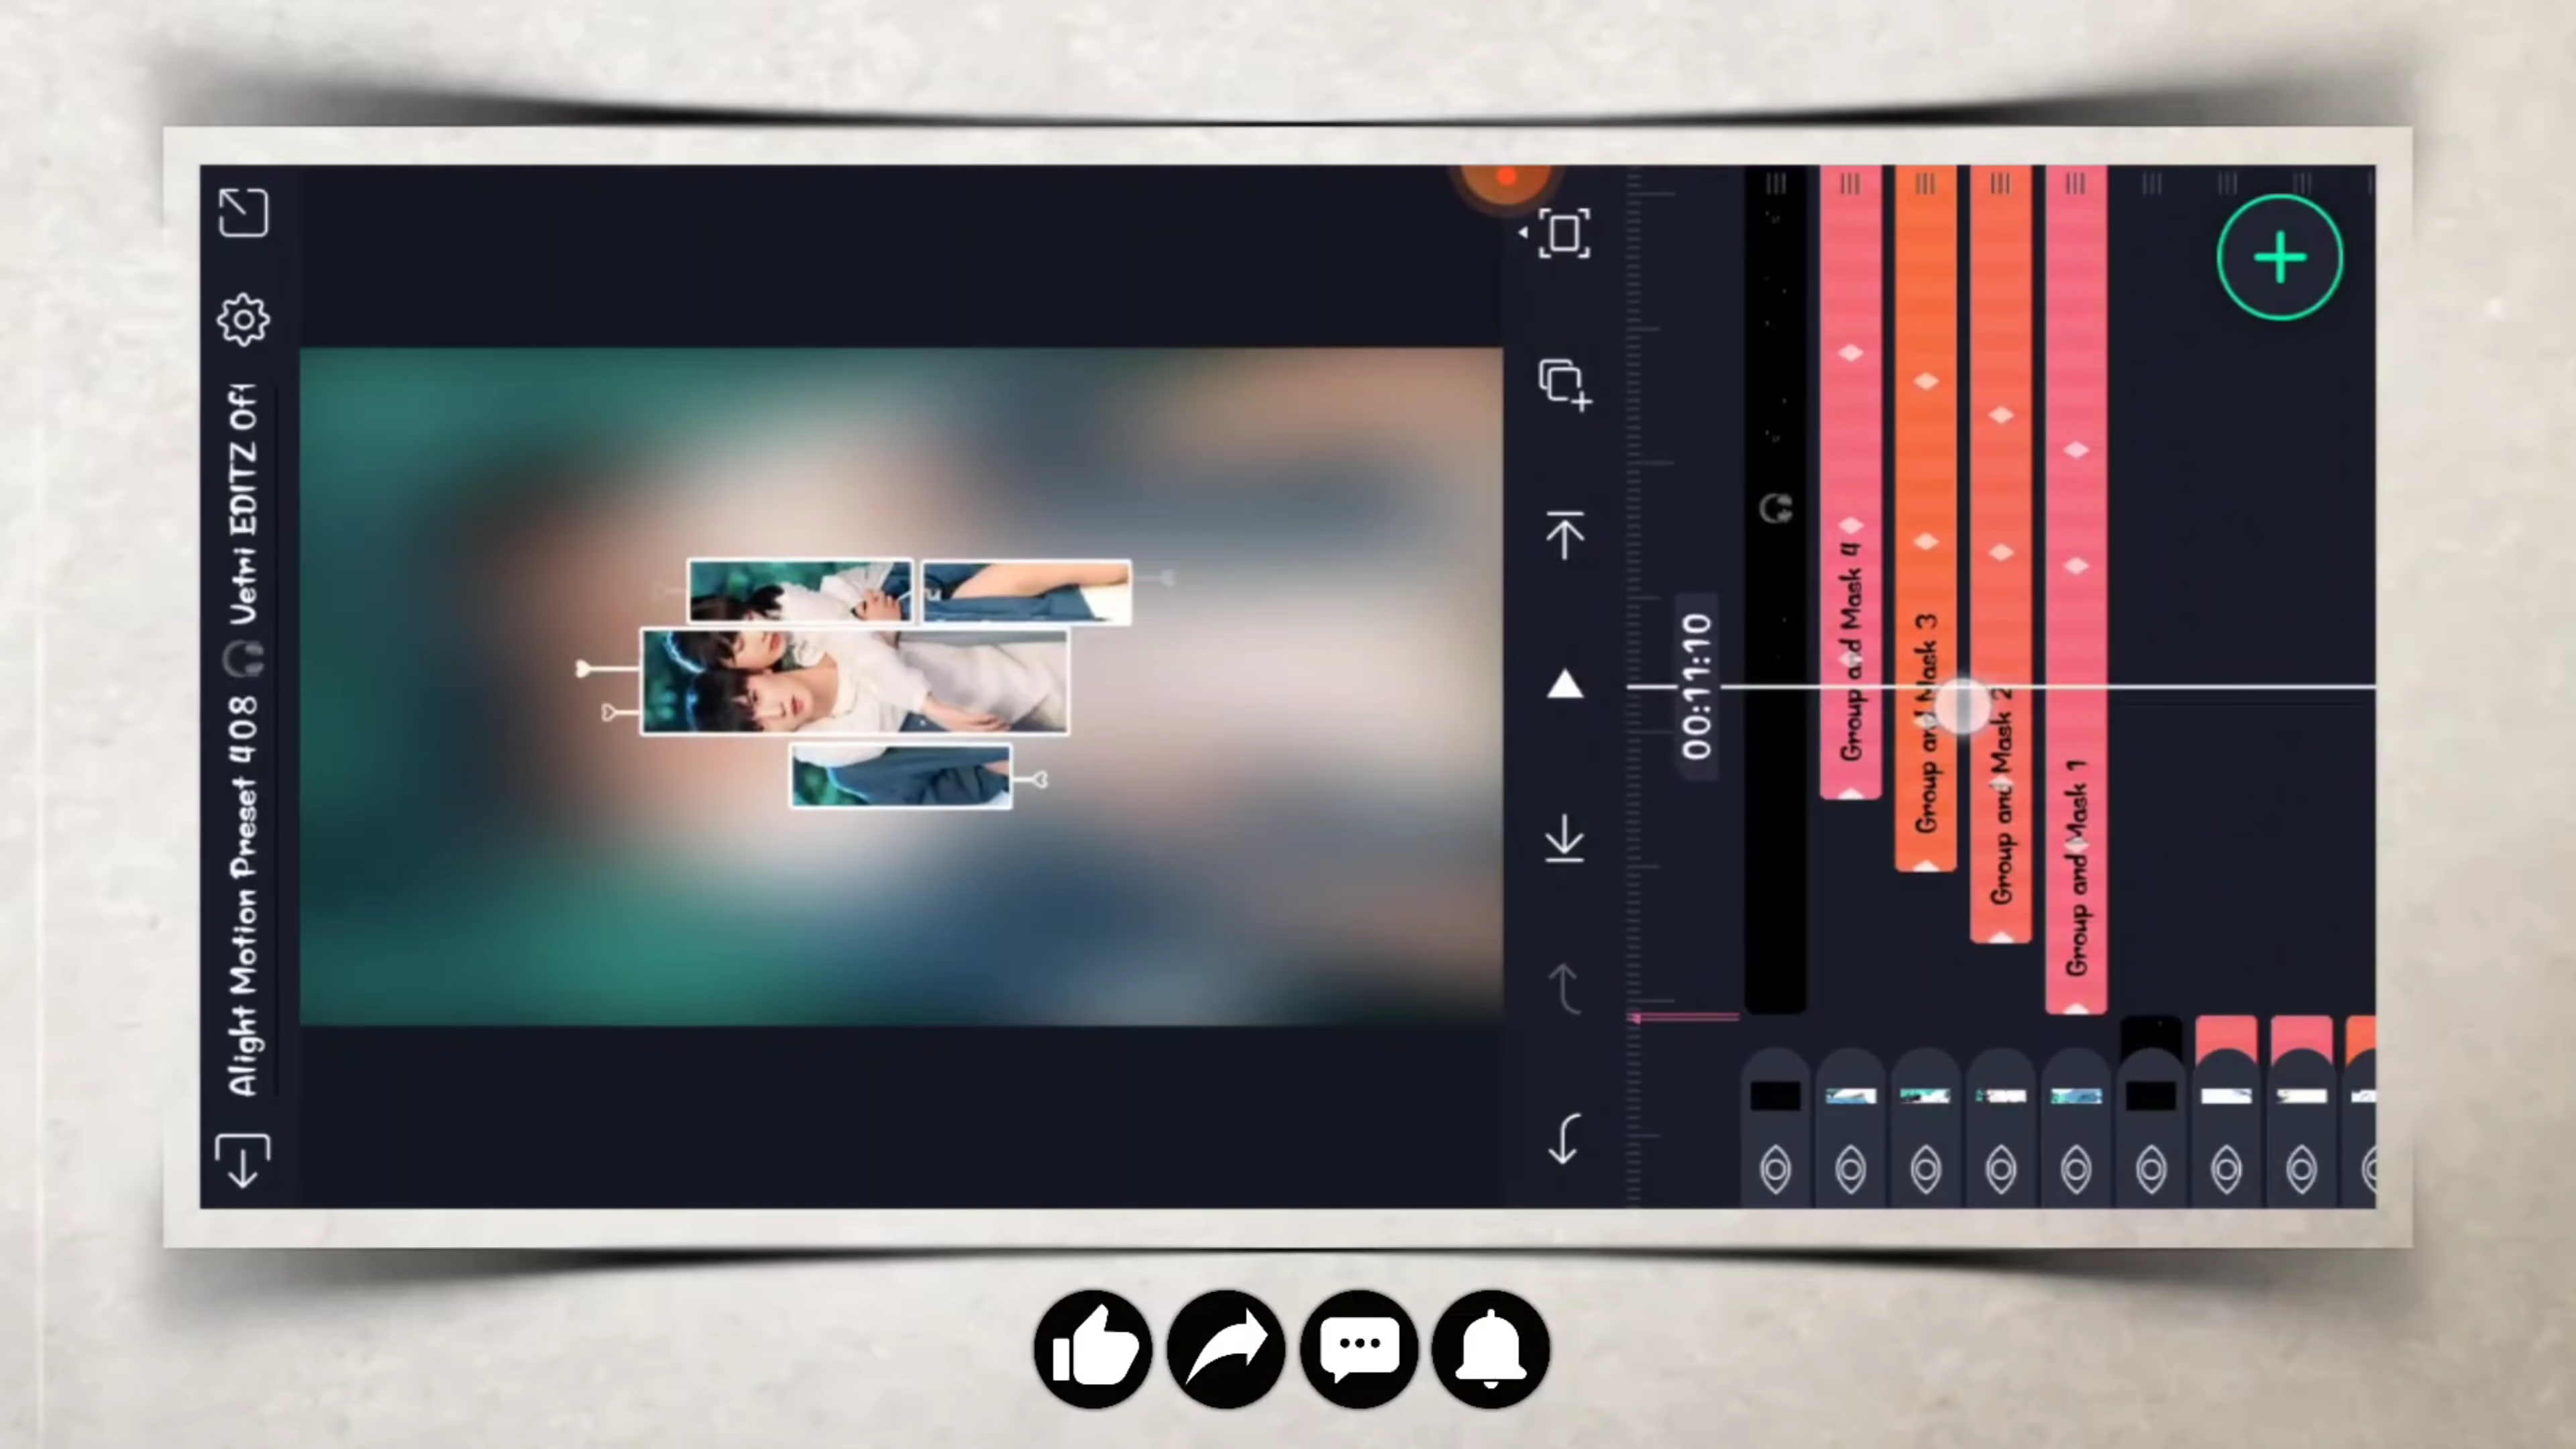 Alight Motion Preset 408 🎧 Vetri EDITZ Off
00:11:10
Group and Mask 4
Group and Mask 3
Group and Mask 2
Group and Mask 1